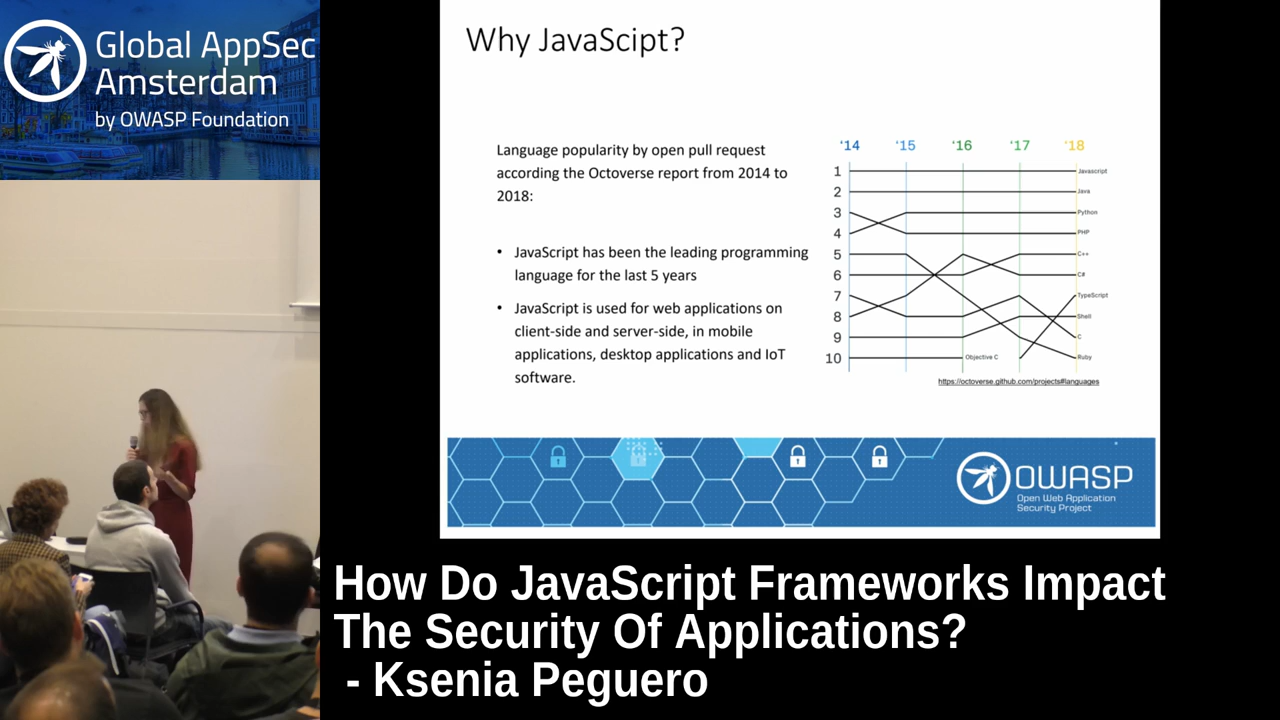 Global AppSec
Amsterdam
by OWASP Foundation
Why JavaScipt?
Language popularity by open pull request
according the Octoverse report from 2014 to
2018:
• JavaScript has been the leading programming
language for the last 5 years
• JavaScript is used for web applications on
client-side and server-side, in mobile
applications, desktop applications and IoT
software.
'14 '15 '16 '17 '18
1 Javascript
2 Java
3 Python
4 PHP
5 C++
6 C#
7 TypeScript
8 Shell
9 C
10 Objective C Ruby
https://octoverse.github.com/projects#languages
OWASP
Open Web Application
Security Project
How Do JavaScript Frameworks Impact
The Security Of Applications?
- Ksenia Peguero